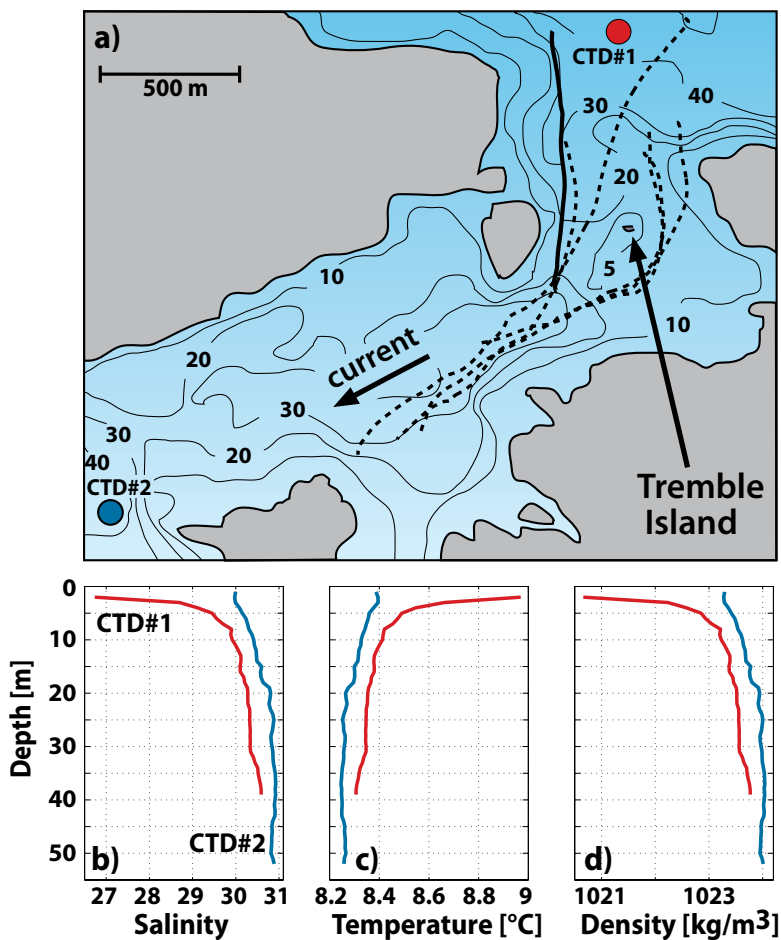 a)
CTD#1
500 m
30
40
20
10
5
10
current
20
30
30
20
40
CTD#2
Tremble
Island
0
10
20
30
40
50
Depth [m]
CTD#1
CTD#2
b)
c)
d)
27 28 29 30 31
8.2 8.4 8.6 8.8 9
1021 1023
Salinity
Temperature [°C]
Density [kg/m3]